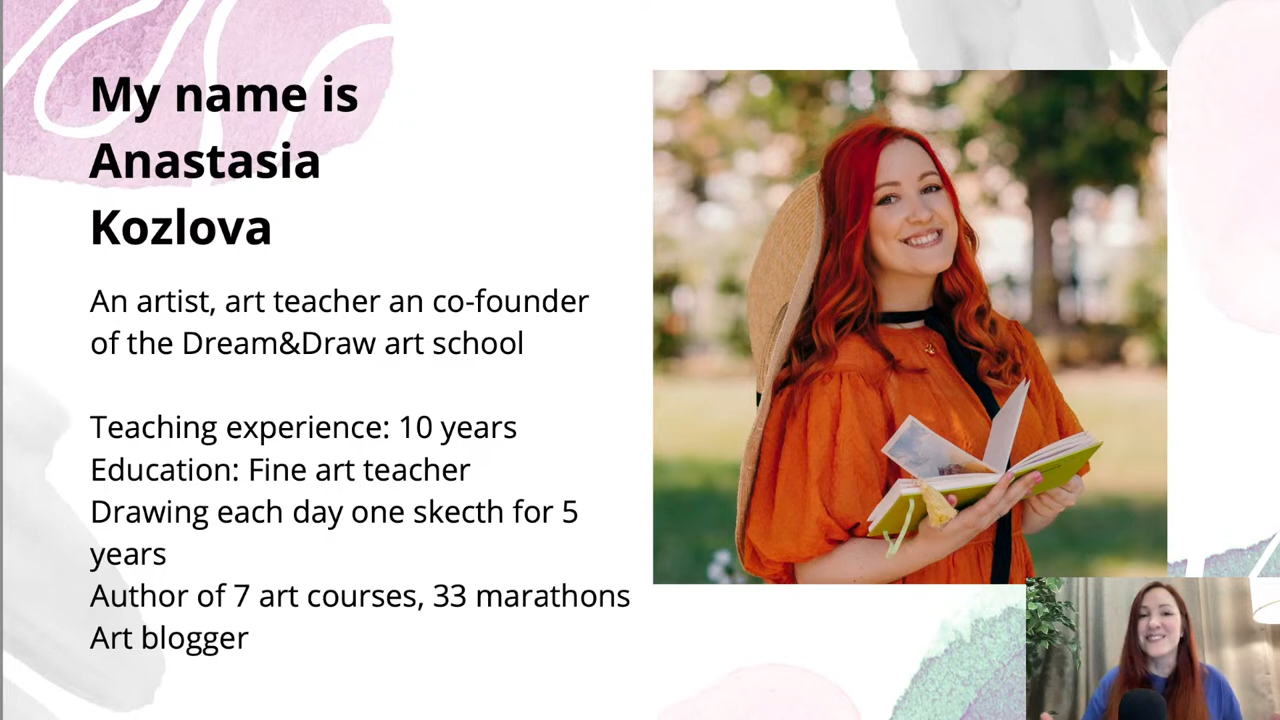 My name is
Anastasia
Kozlova
An artist, art teacher an co-founder
of the Dream&Draw art school
Teaching experience: 10 years
Education: Fine art teacher
Drawing each day one skecth for 5
years
Author of 7 art courses, 33 marathons
Art blogger